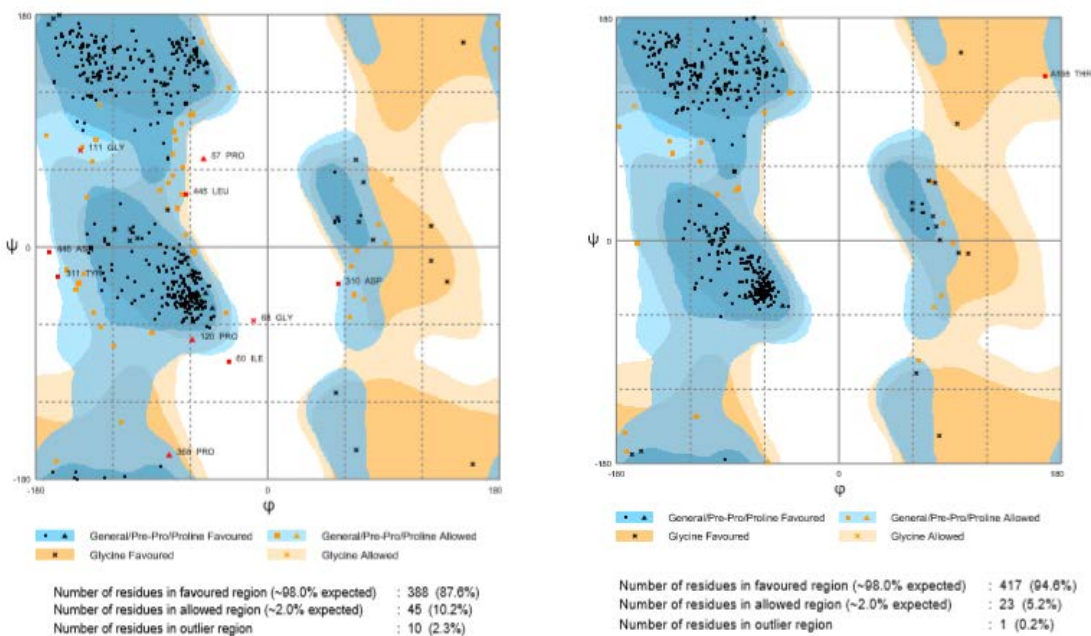 180
111 GLY
57 PRO
445 LEU
311 TYR
310 ASP
68 GLY
120 PRO
60 ILE
368 PRO
ψ
0
-180
-180
0
180
φ
General/Pre-Pro/Proline Favoured
General/Pre-Pro/Proline Allowed
Glycine Favoured
Glycine Allowed
Number of residues in favoured region (~98.0% expected) : 388 (87.6%)
Number of residues in allowed region (~2.0% expected) : 45 (10.2%)
Number of residues in outlier region : 10 (2.3%)
180
THR
ψ
0
-180
-180
0
180
φ
General/Pre-Pro/Proline Favoured
General/Pre-Pro/Proline Allowed
Glycine Favoured
Glycine Allowed
Number of residues in favoured region (~98.0% expected) : 417 (94.6%)
Number of residues in allowed region (~2.0% expected) : 23 (5.2%)
Number of residues in outlier region : 1 (0.2%)